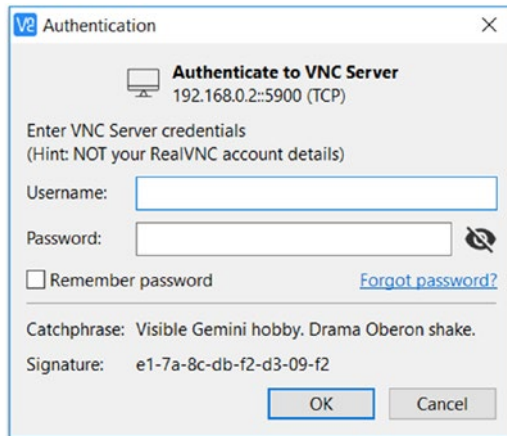 V2 Authentication
Authenticate to VNC Server
192.168.0.2::5900 (TCP)
Enter VNC Server credentials
(Hint: NOT your RealVNC account details)
Username:
Password:
Remember password Forgot password?
Catchphrase: Visible Gemini hobby. Drama Oberon shake.
Signature: e1-7a-8c-db-f2-d3-09-f2
OK Cancel